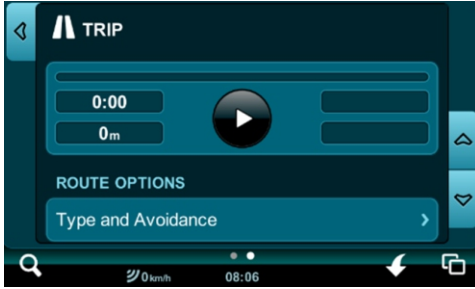 TRIP
0:00
0m
ROUTE OPTIONS
Type and Avoidance
0km/h
08:06